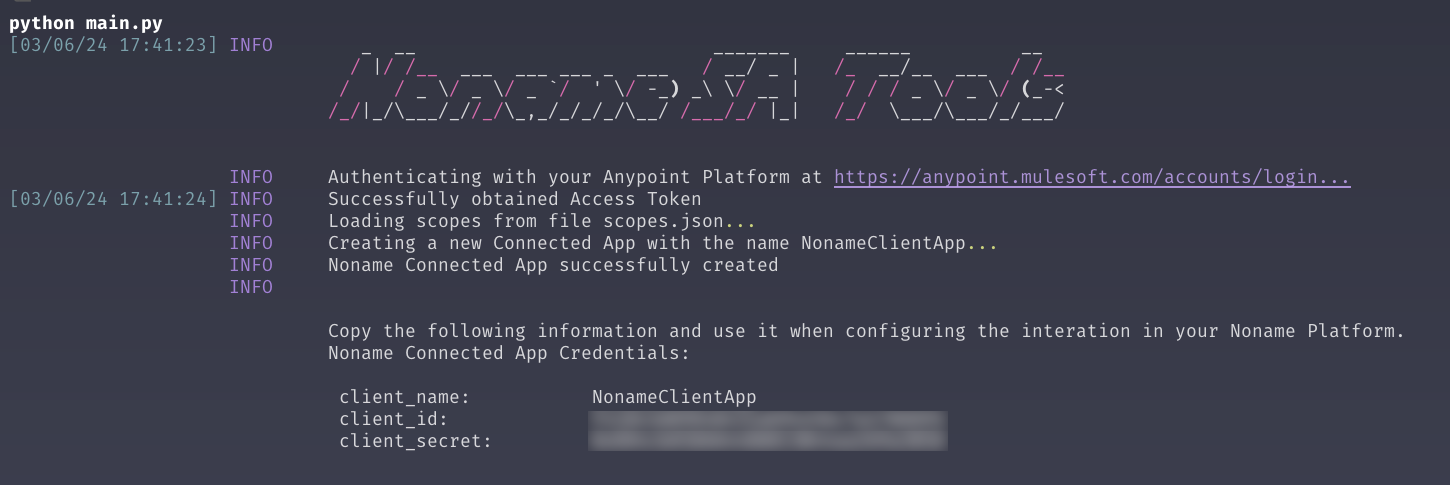 python main.py
[03/06/24 17:41:23] INFO
NonameSA Tools
INFO Authenticating with your Anypoint Platform at https://anypoint.mulesoft.com/accounts/login...
[03/06/24 17:41:24] INFO Successfully obtained Access Token
INFO Loading scopes from file scopes.json...
INFO Creating a new Connected App with the name NonameClientApp...
INFO Noname Connected App successfully created
INFO
Copy the following information and use it when configuring the interation in your Noname Platform.
Noname Connected App Credentials:
client_name: NonameClientApp
client_id:
client_secret: